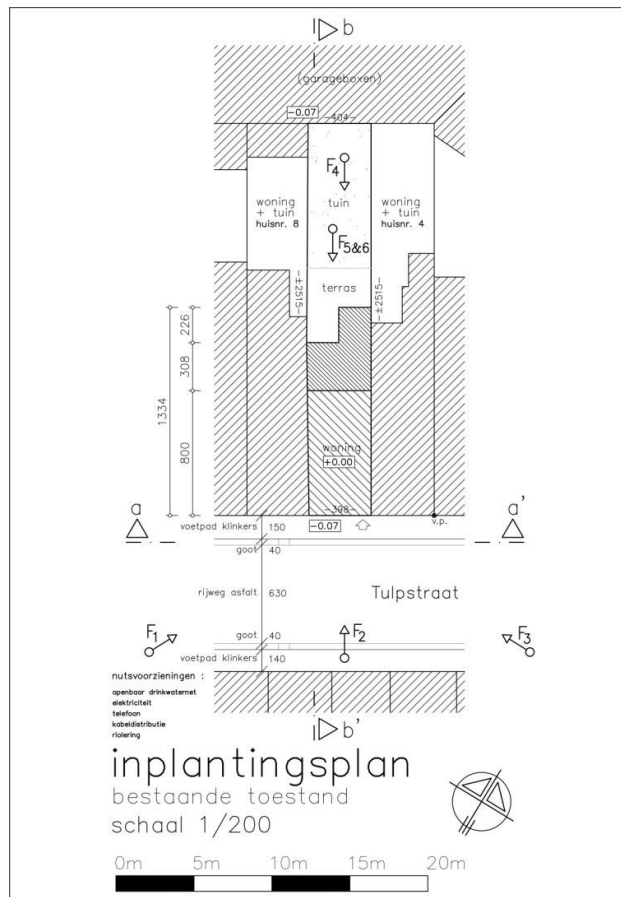 b
(garageboxen)
-0.07
-404-
F4
woning
+ tuin
huisnr. 8
tuin
woning
+ tuin
huisnr. 4
F5&6
-±2515-
terras
-±2515-
226
308
1334
800
woning
+0.00
-398-
a
a'
voetpad klinkers 150
-0.07
v.p.
goot 40
rijweg asfalt 630
Tulpstraat
F1
F2
F3
goot 40
voetpad klinkers 140
nutsvoorzieningen :
openbaar drinkwaternet
elektriciteit
telefoon
kabeldistributie
riolering
b'
inplantingsplan
bestaande toestand
schaal 1/200
0m 5m 10m 15m 20m